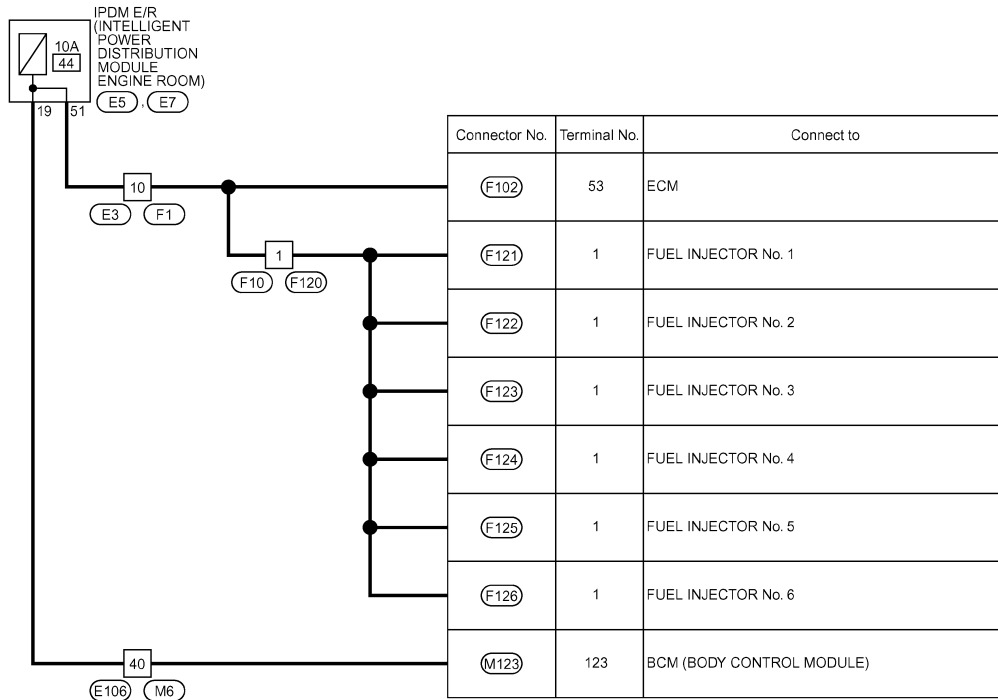 IPDM E/R
(INTELLIGENT
POWER
DISTRIBUTION
MODULE
ENGINE ROOM)
10A
44
E5 , E7
19 51
Connector No. Terminal No. Connect to
10
E3 F1
F102 53 ECM
1
F10 F120
F121 1 FUEL INJECTOR No. 1
F122 1 FUEL INJECTOR No. 2
F123 1 FUEL INJECTOR No. 3
F124 1 FUEL INJECTOR No. 4
F125 1 FUEL INJECTOR No. 5
F126 1 FUEL INJECTOR No. 6
40
E106 M6
M123 123 BCM (BODY CONTROL MODULE)